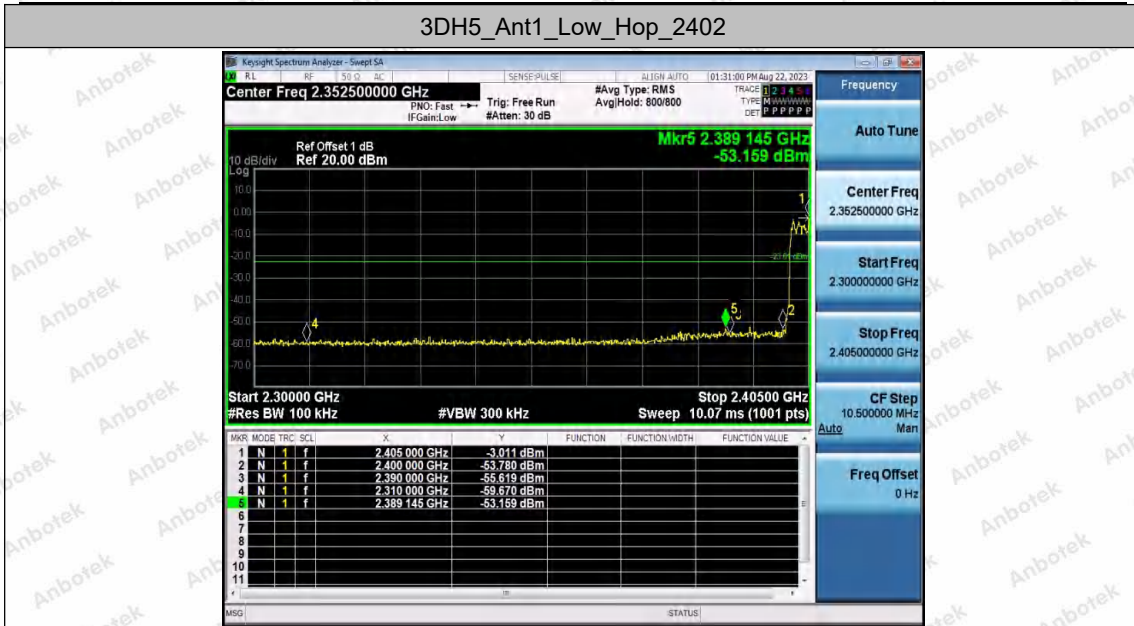 3DH5_Ant1_Low_Hop_2402
Keysight Spectrum Analyzer - Swept SA
RL RF 50 Ω AC SENSE:PULSE ALIGN AUTO 01:31:00 PM Aug 22, 2023
Center Freq 2.352500000 GHz
PNO: Fast
IFGain:Low
Trig: Free Run
#Atten: 30 dB
#Avg Type: RMS
Avg|Hold: 800/800
TRACE 1 2 3 4 5 6
TYPE M W W W W W
DET P P P P P P
Ref Offset 1 dB
Ref 20.00 dBm
10 dB/div
Log
Mkr5 2.389 145 GHz
-53.159 dBm
10.0
0.00
-10.0
-20.0
-30.0
-40.0
-50.0
-60.0
-70.0
1
2
4
5
Start 2.30000 GHz
Stop 2.40500 GHz
#Res BW 100 kHz #VBW 300 kHz Sweep 10.07 ms (1001 pts)
MKR MODE TRC SCL X Y FUNCTION FUNCTION WIDTH FUNCTION VALUE
1 N 1 f 2.405 000 GHz -3.011 dBm
2 N 1 f 2.400 000 GHz -53.780 dBm
3 N 1 f 2.390 000 GHz -55.619 dBm
4 N 1 f 2.310 000 GHz -59.670 dBm
5 N 1 f 2.389 145 GHz -53.159 dBm
6
7
8
9
10
11
MSG STATUS
Frequency
Auto Tune
Center Freq
2.352500000 GHz
Start Freq
2.300000000 GHz
Stop Freq
2.405000000 GHz
CF Step
10.500000 MHz
Auto Man
Freq Offset
0 Hz
Anbotek